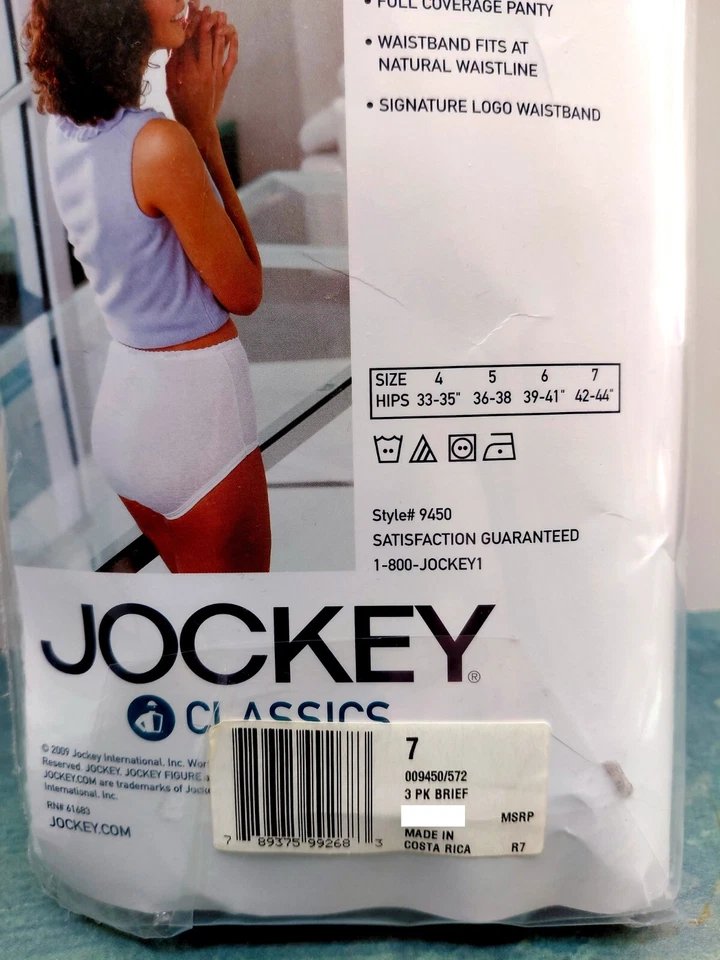 • FULL COVERAGE PANTY
• WAISTBAND FITS AT
NATURAL WAISTLINE
• SIGNATURE LOGO WAISTBAND
SIZE 4 5 6 7
HIPS 33-35" 36-38 39-41" 42-44"
Style# 9450
SATISFACTION GUARANTEED
1-800-JOCKEY1
JOCKEY®
CLASSICS
© 2009 Jockey International, Inc.
Reserved. JOCKEY, JOCKEY FIGURE
JOCKEY.COM are trademarks of
International, Inc.
RN# 61683
JOCKEY.COM
7
009450/572
3 PK BRIEF
MSRP
MADE IN
COSTA RICA R7
7 89375 99268 3